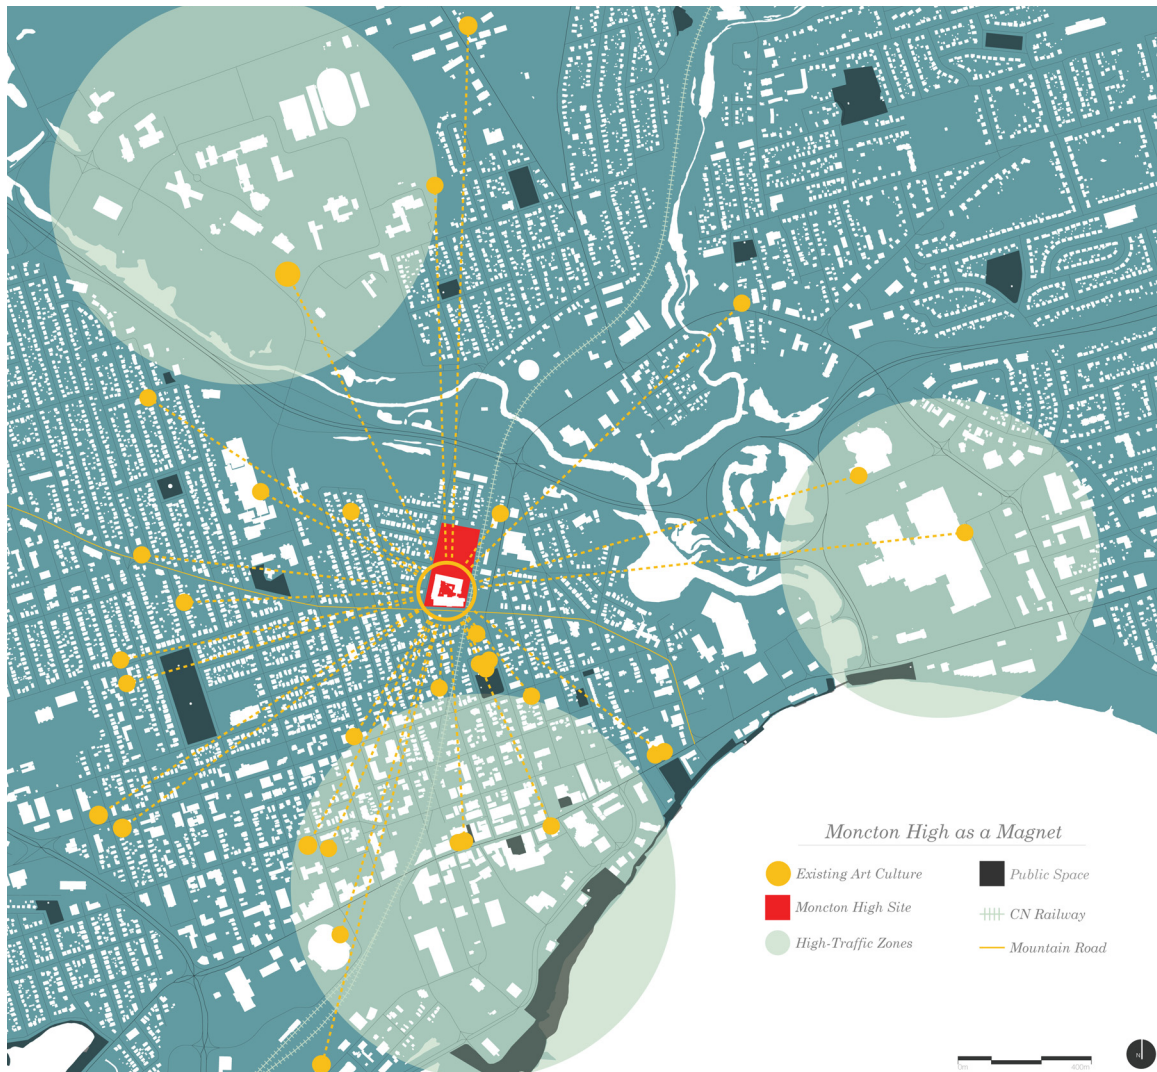 Moncton High as a Magnet
Existing Art Culture
Public Space
Moncton High Site
CN Railway
High-Traffic Zones
Mountain Road
0m
400m
N